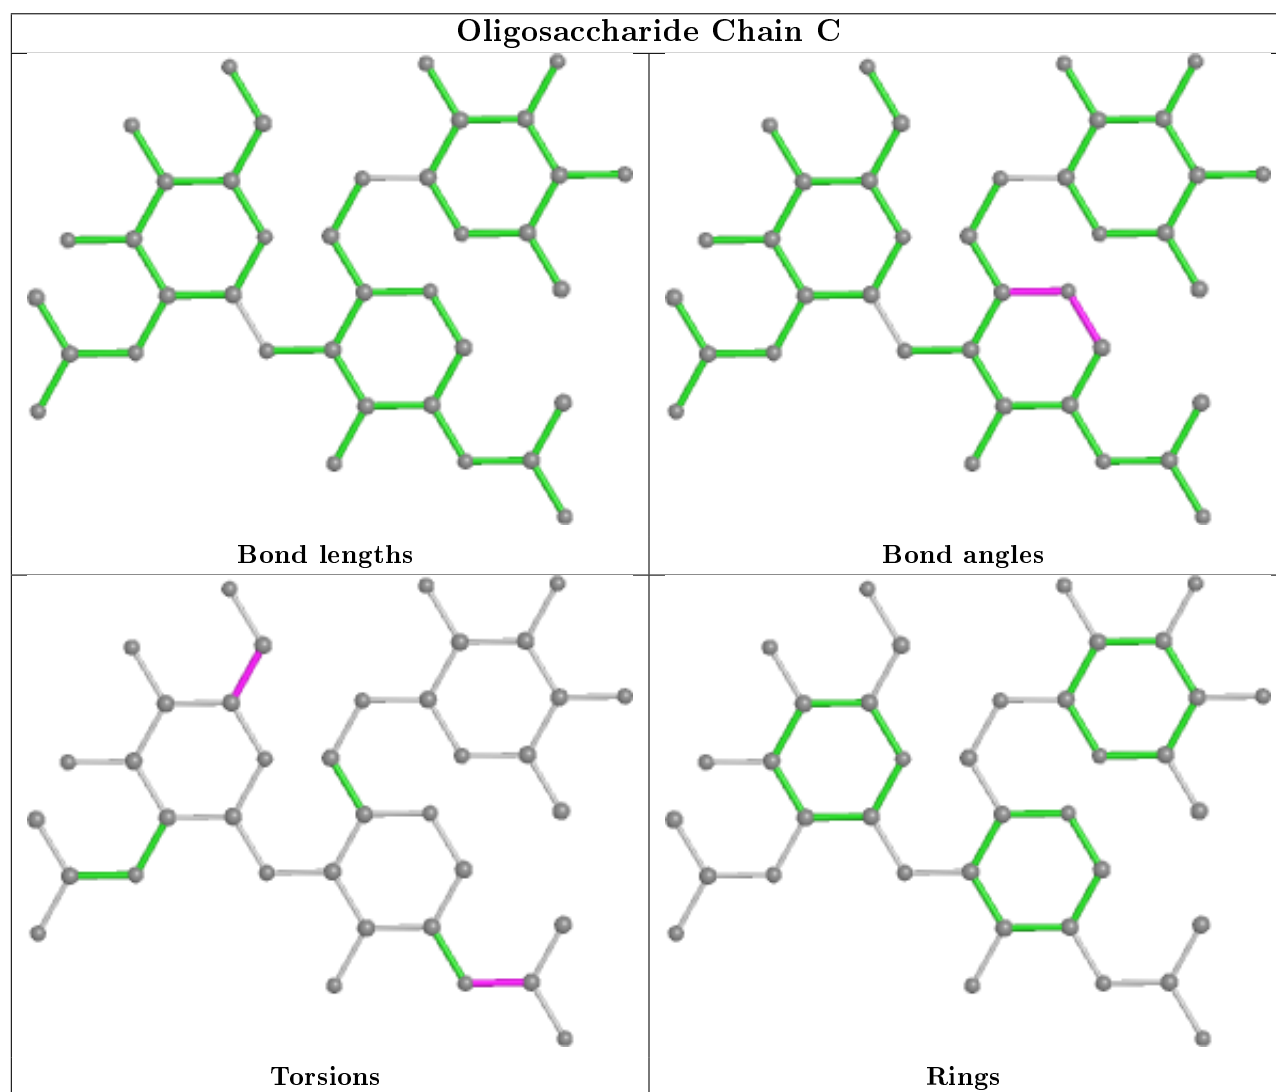 Oligosaccharide Chain C
Bond lengths
Bond angles
Torsions
Rings